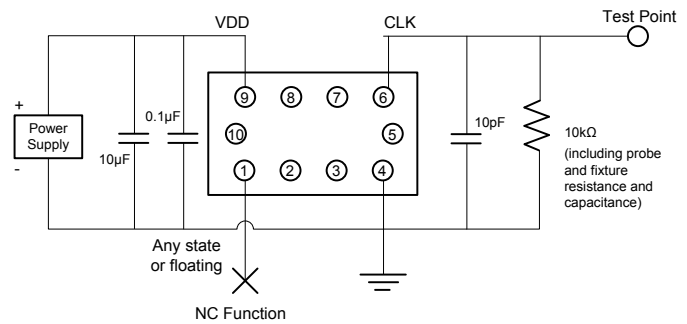 VDD
CLK
Test Point
+
Power
Supply
-
10µF
0.1µF
9
8
7
6
10
5
1
2
3
4
10pF
10kΩ
(including probe
and fixture
resistance and
capacitance)
Any state
or floating
NC Function